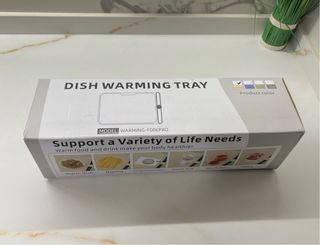 DISH WARMING TRAY
Product color
MODEL WARMING-F006PRO
Support a Variety of Life Needs
Warm food and drink make your body healthier.